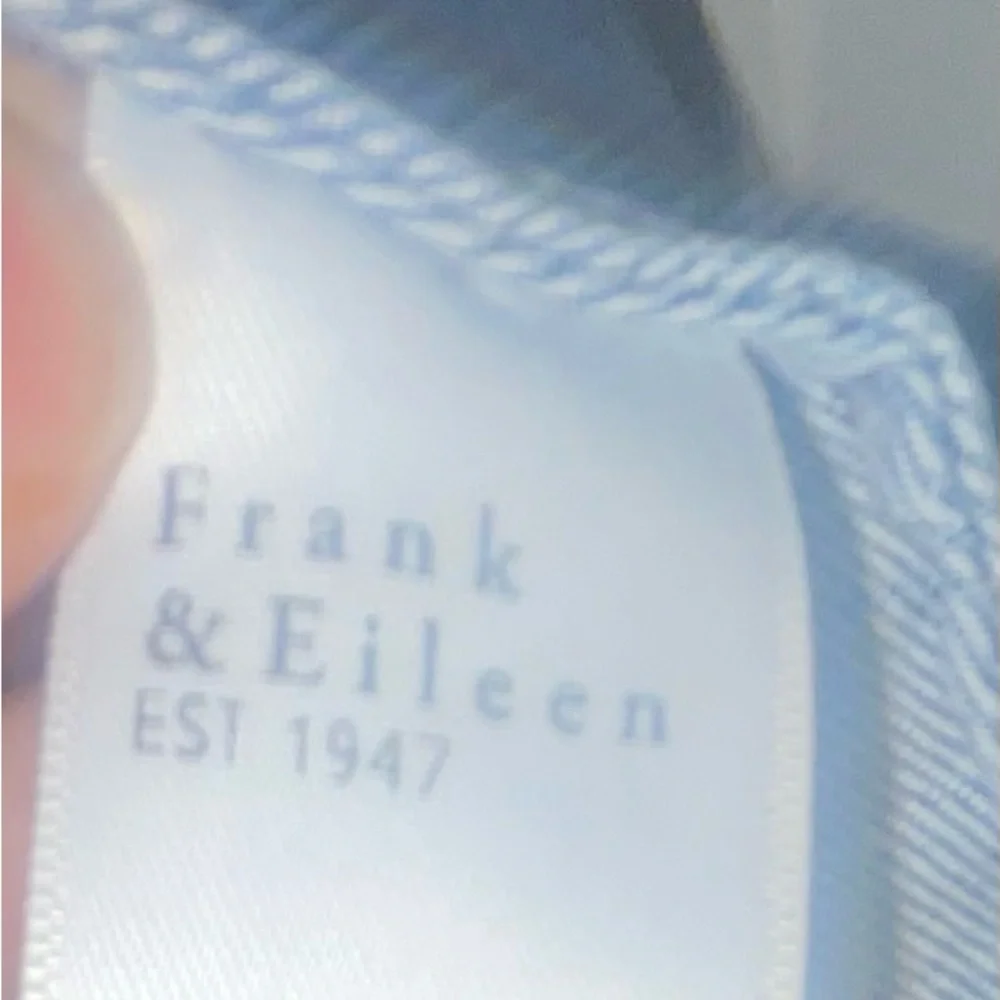 Frank
& Eileen
EST 1947